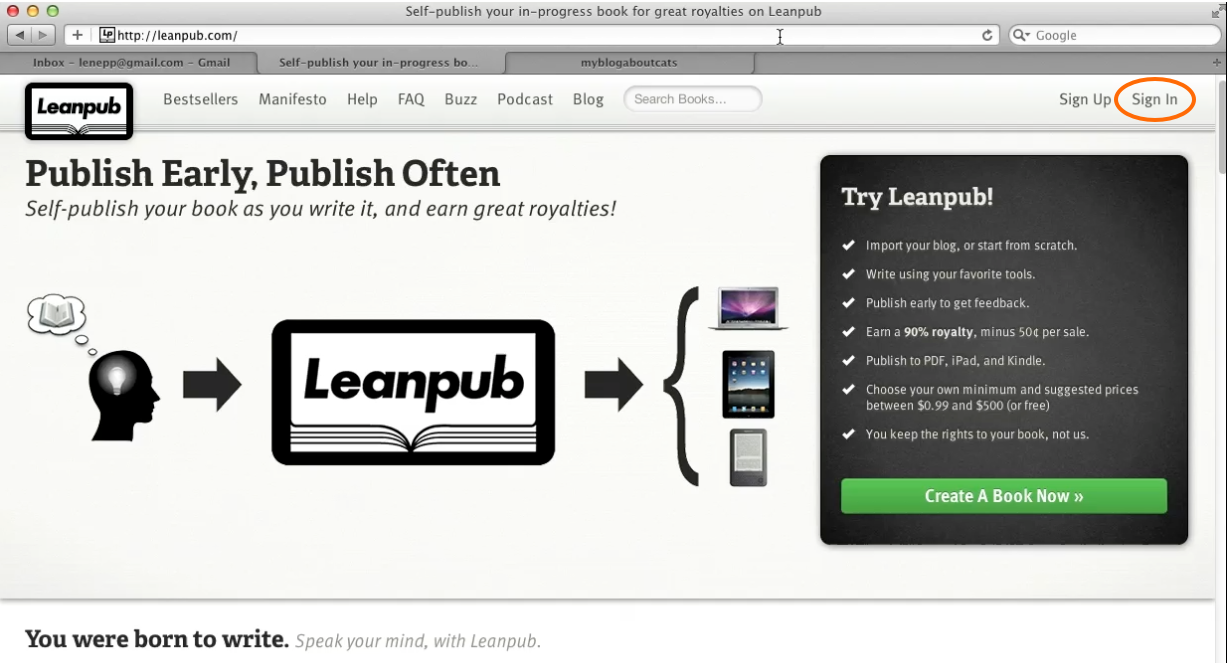 Self-publish your in-progress book for great royalties on Leanpub
Lp http://leanpub.com/
Google
Inbox – lenepp@gmail.com – Gmail
Self-publish your in-progress bo...
myblogaboutcats
Leanpub
Bestsellers Manifesto Help FAQ Buzz Podcast Blog
Search Books...
Sign Up Sign In
Publish Early, Publish Often
Self-publish your book as you write it, and earn great royalties!
Leanpub
Try Leanpub!
Import your blog, or start from scratch.
Write using your favorite tools.
Publish early to get feedback.
Earn a 90% royalty, minus 50¢ per sale.
Publish to PDF, iPad, and Kindle.
Choose your own minimum and suggested prices
between $0.99 and $500 (or free)
You keep the rights to your book, not us.
Create A Book Now »
You were born to write. Speak your mind, with Leanpub.